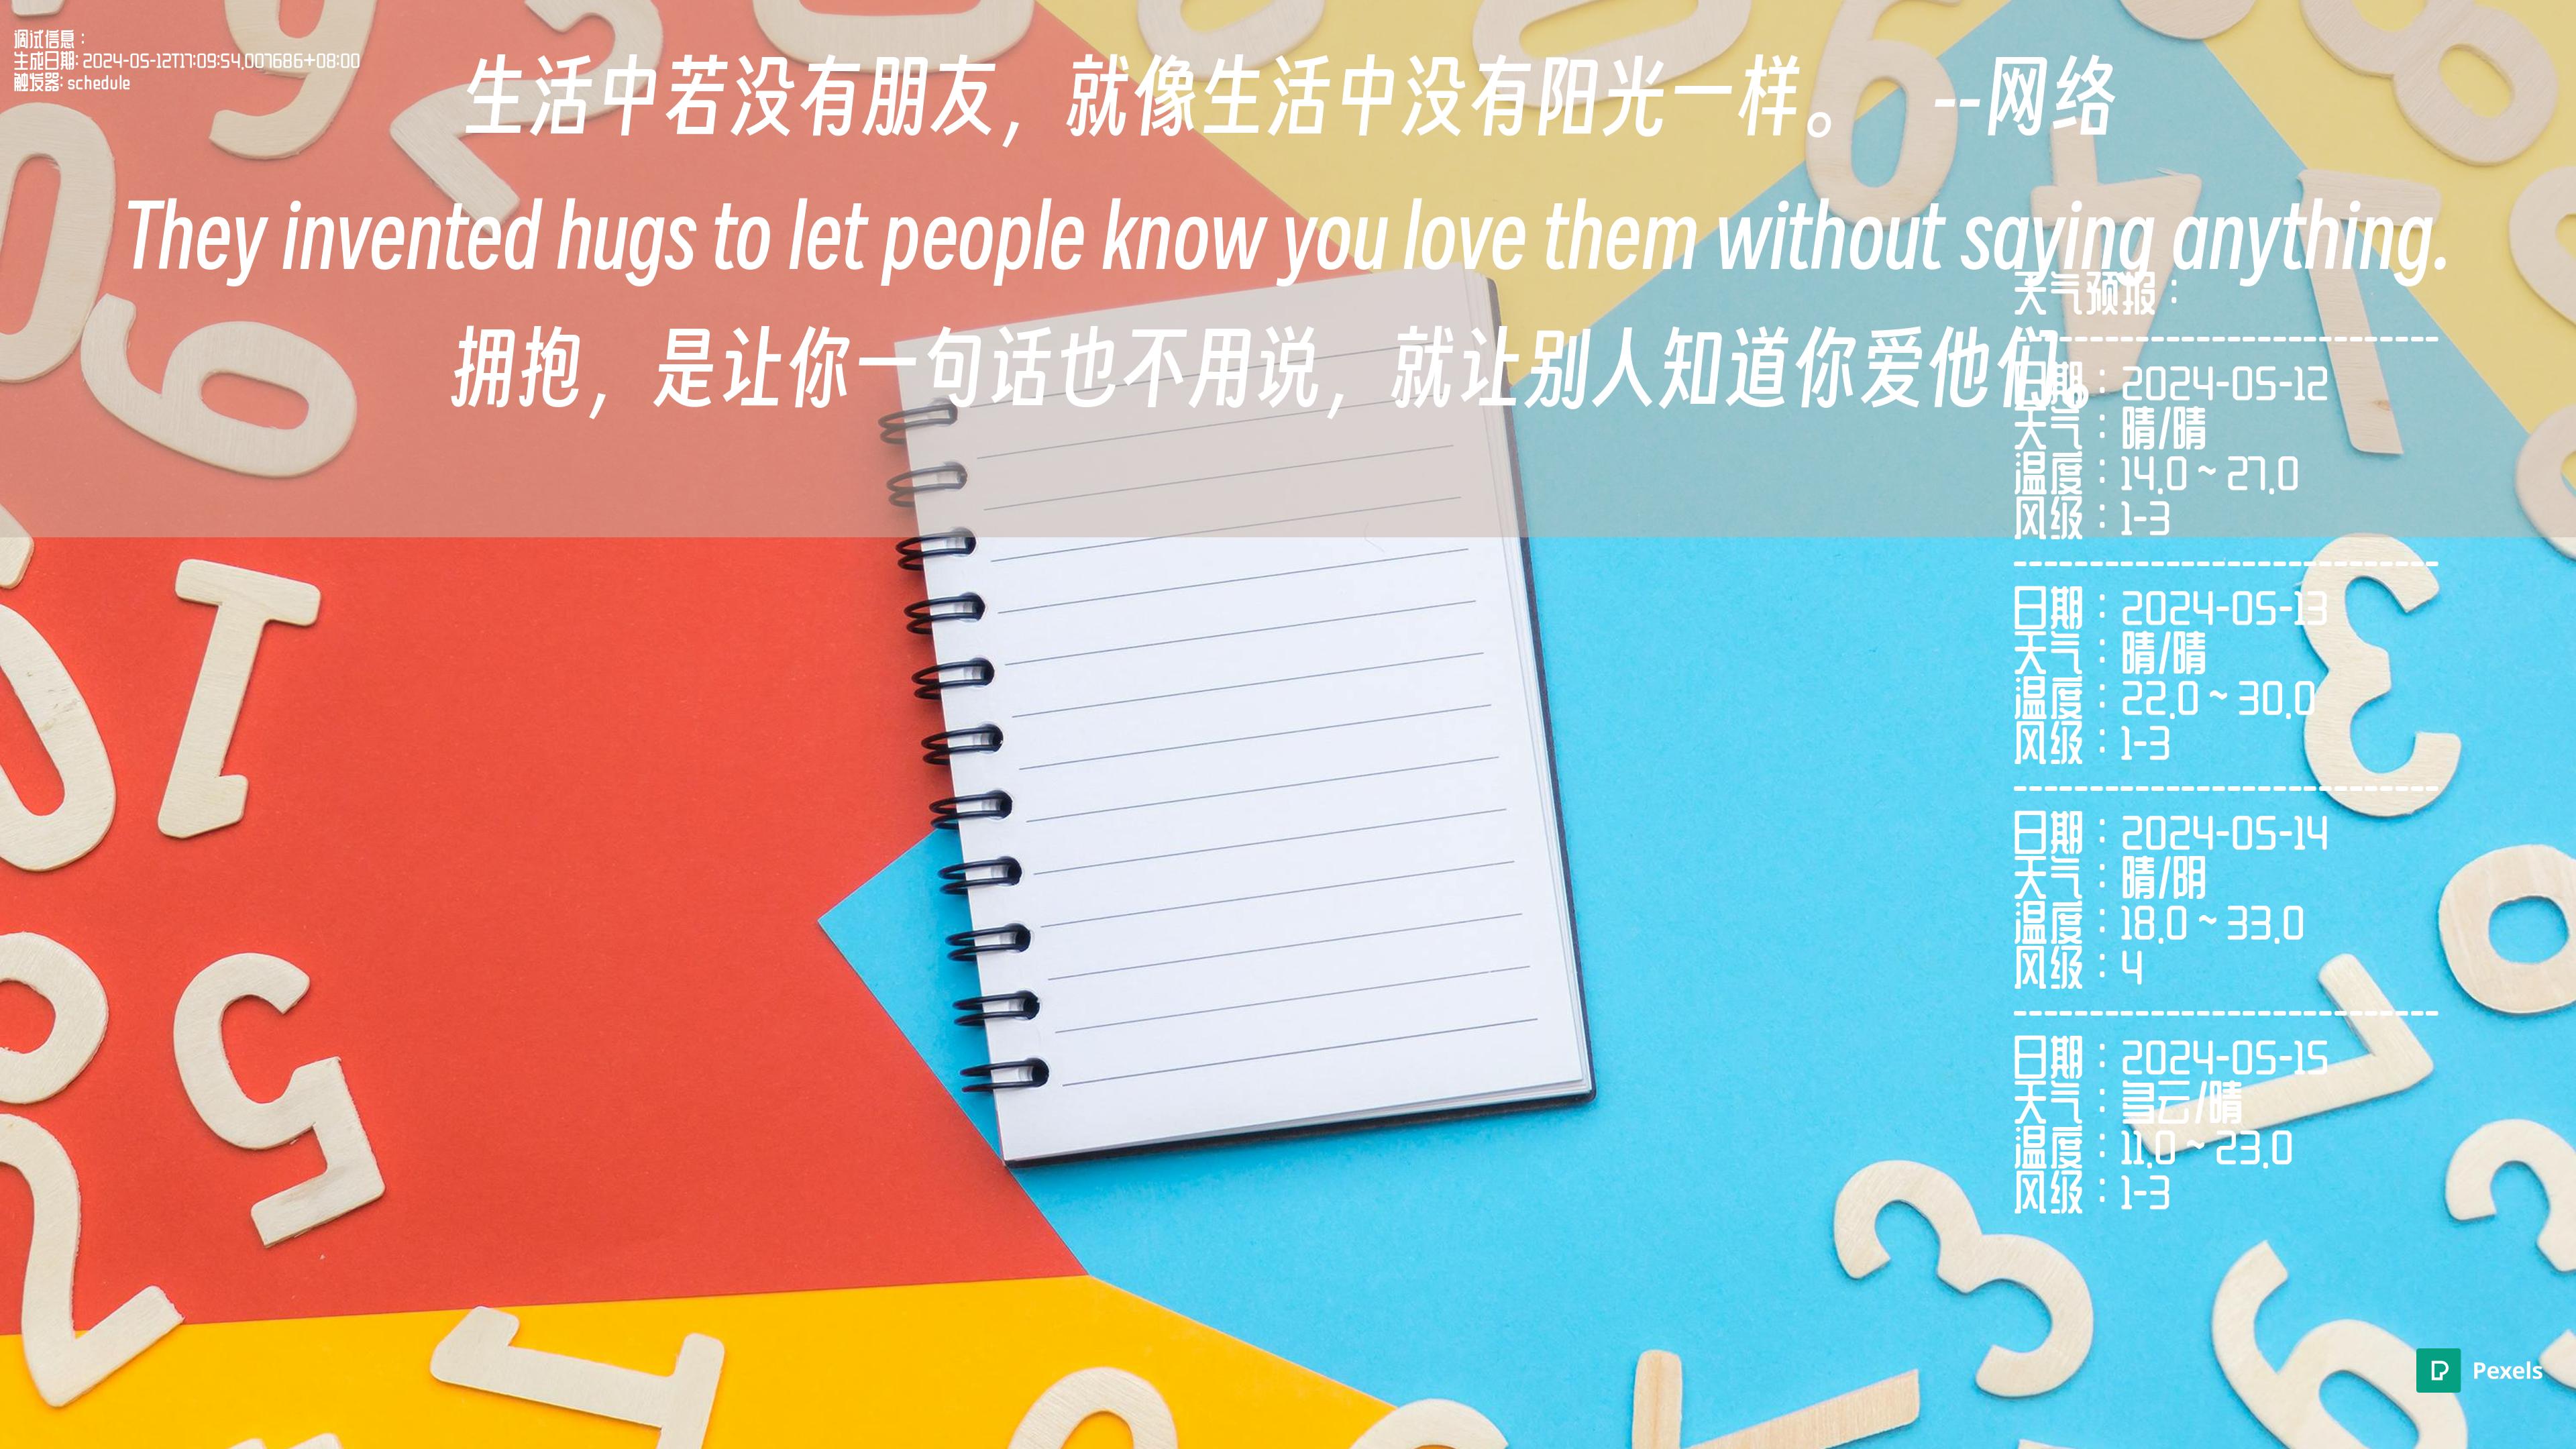 调试信息：
生成日期: 2024-05-12T17:09:54.007686+08:00
触发器: schedule
生活中若没有朋友，就像生活中没有阳光一样。 --网络
They invented hugs to let people know you love them without saying anything.
拥抱，是让你一句话也不用说，就让别人知道你爱他们。
天气预报：
----------------------------
日期：2024-05-12
天气：晴/晴
温度：14.0 ~ 27.0
风级：1-3
----------------------------
日期：2024-05-13
天气：晴/晴
温度：22.0 ~ 30.0
风级：1-3
----------------------------
日期：2024-05-14
天气：晴/阴
温度：18.0 ~ 33.0
风级：4
----------------------------
日期：2024-05-15
天气：多云/晴
温度：11.0 ~ 23.0
风级：1-3
Pexels